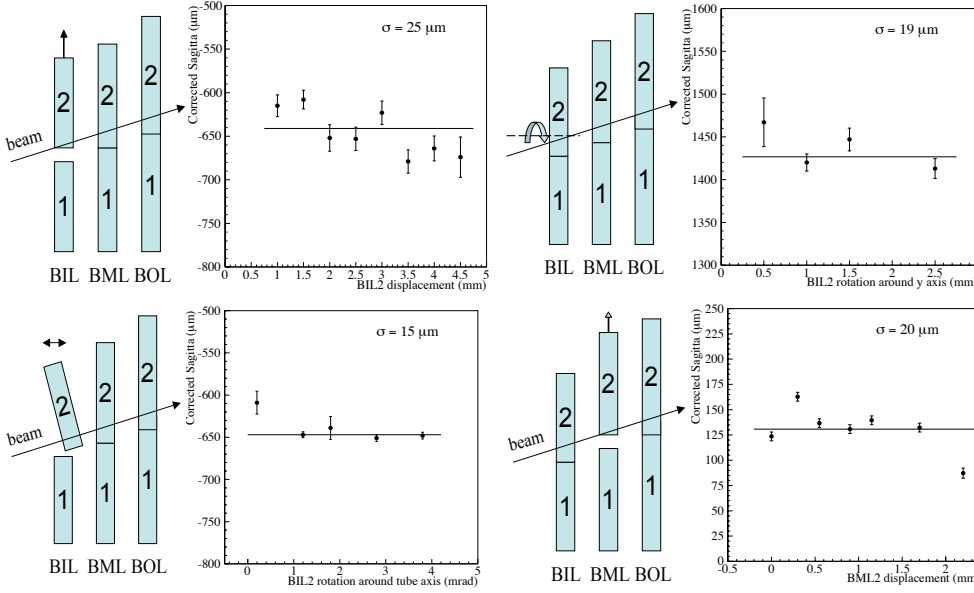 2
2
2
1
1
1
beam
BIL BML BOL
Corrected Sagitta (µm)
σ = 25 µm
-500
-550
-600
-650
-700
-750
-800
0 0.5 1 1.5 2 2.5 3 3.5 4 4.5 5
BIL2 displacement (mm)
2
2
2
1
1
1
beam
BIL BML BOL
Corrected Sagitta (µm)
σ = 19 µm
1600
1550
1500
1450
1400
1350
1300
0 0.5 1 1.5 2 2.5
BIL2 rotation around y axis (mm
2
2
2
1
1
1
beam
BIL BML BOL
Corrected Sagitta (µm)
σ = 15 µm
-500
-550
-600
-650
-700
-750
-800
0 1 2 3 4 5
BIL2 rotation around tube axis (mrad)
2
2
2
1
1
1
beam
BIL BML BOL
Corrected Sagitta (µm)
σ = 20 µm
250
225
200
175
150
125
100
75
50
25
0
-0.5 0 0.5 1 1.5 2
BML2 displacement (mm